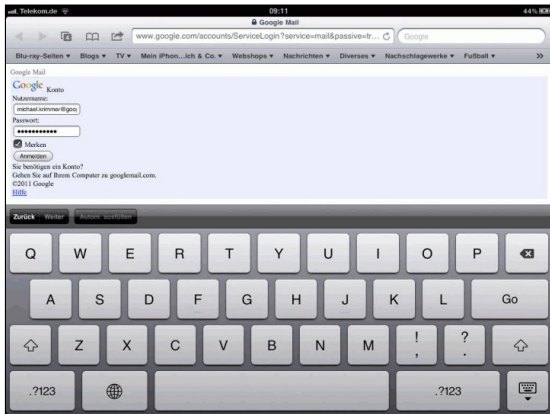 Telekom.de 09:11 44%
Google Mail
www.google.com/accounts/ServiceLogin?service=mail&passive=tr... Google
Blu-ray-Seiten Blogs TV Mein iPhon...ich & Co. Webshops Nachrichten Diverses Nachschlagewerke Fußball >>
Google Mail
Google Konto
Nutzername:
Passwort:
•••••••••••
Merken
Anmelden
Sie benötigen ein Konto?
Gehen Sie auf Ihrem Computer zu googlemail.com.
©2011 Google
Hilfe
Zurück Weiter Autom. ausfüllen
Q W E R T Y U I O P
A S D F G H J K L Go
Z X C V B N M ! , ? .
.?123 .?123